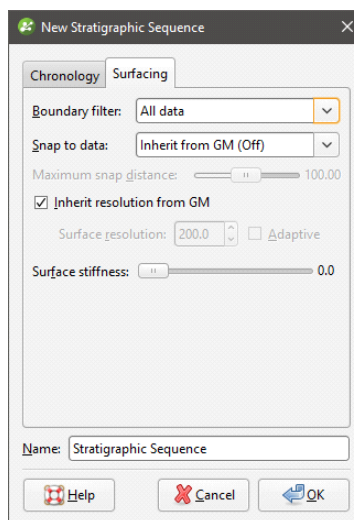 New Stratigraphic Sequence
Chronology Surfacing
Boundary filter: All data
Snap to data: Inherit from GM (Off)
Maximum snap distance: 100.00
Inherit resolution from GM
Surface resolution: 200.0 Adaptive
Surface stiffness: 0.0
Name: Stratigraphic Sequence
Help Cancel OK